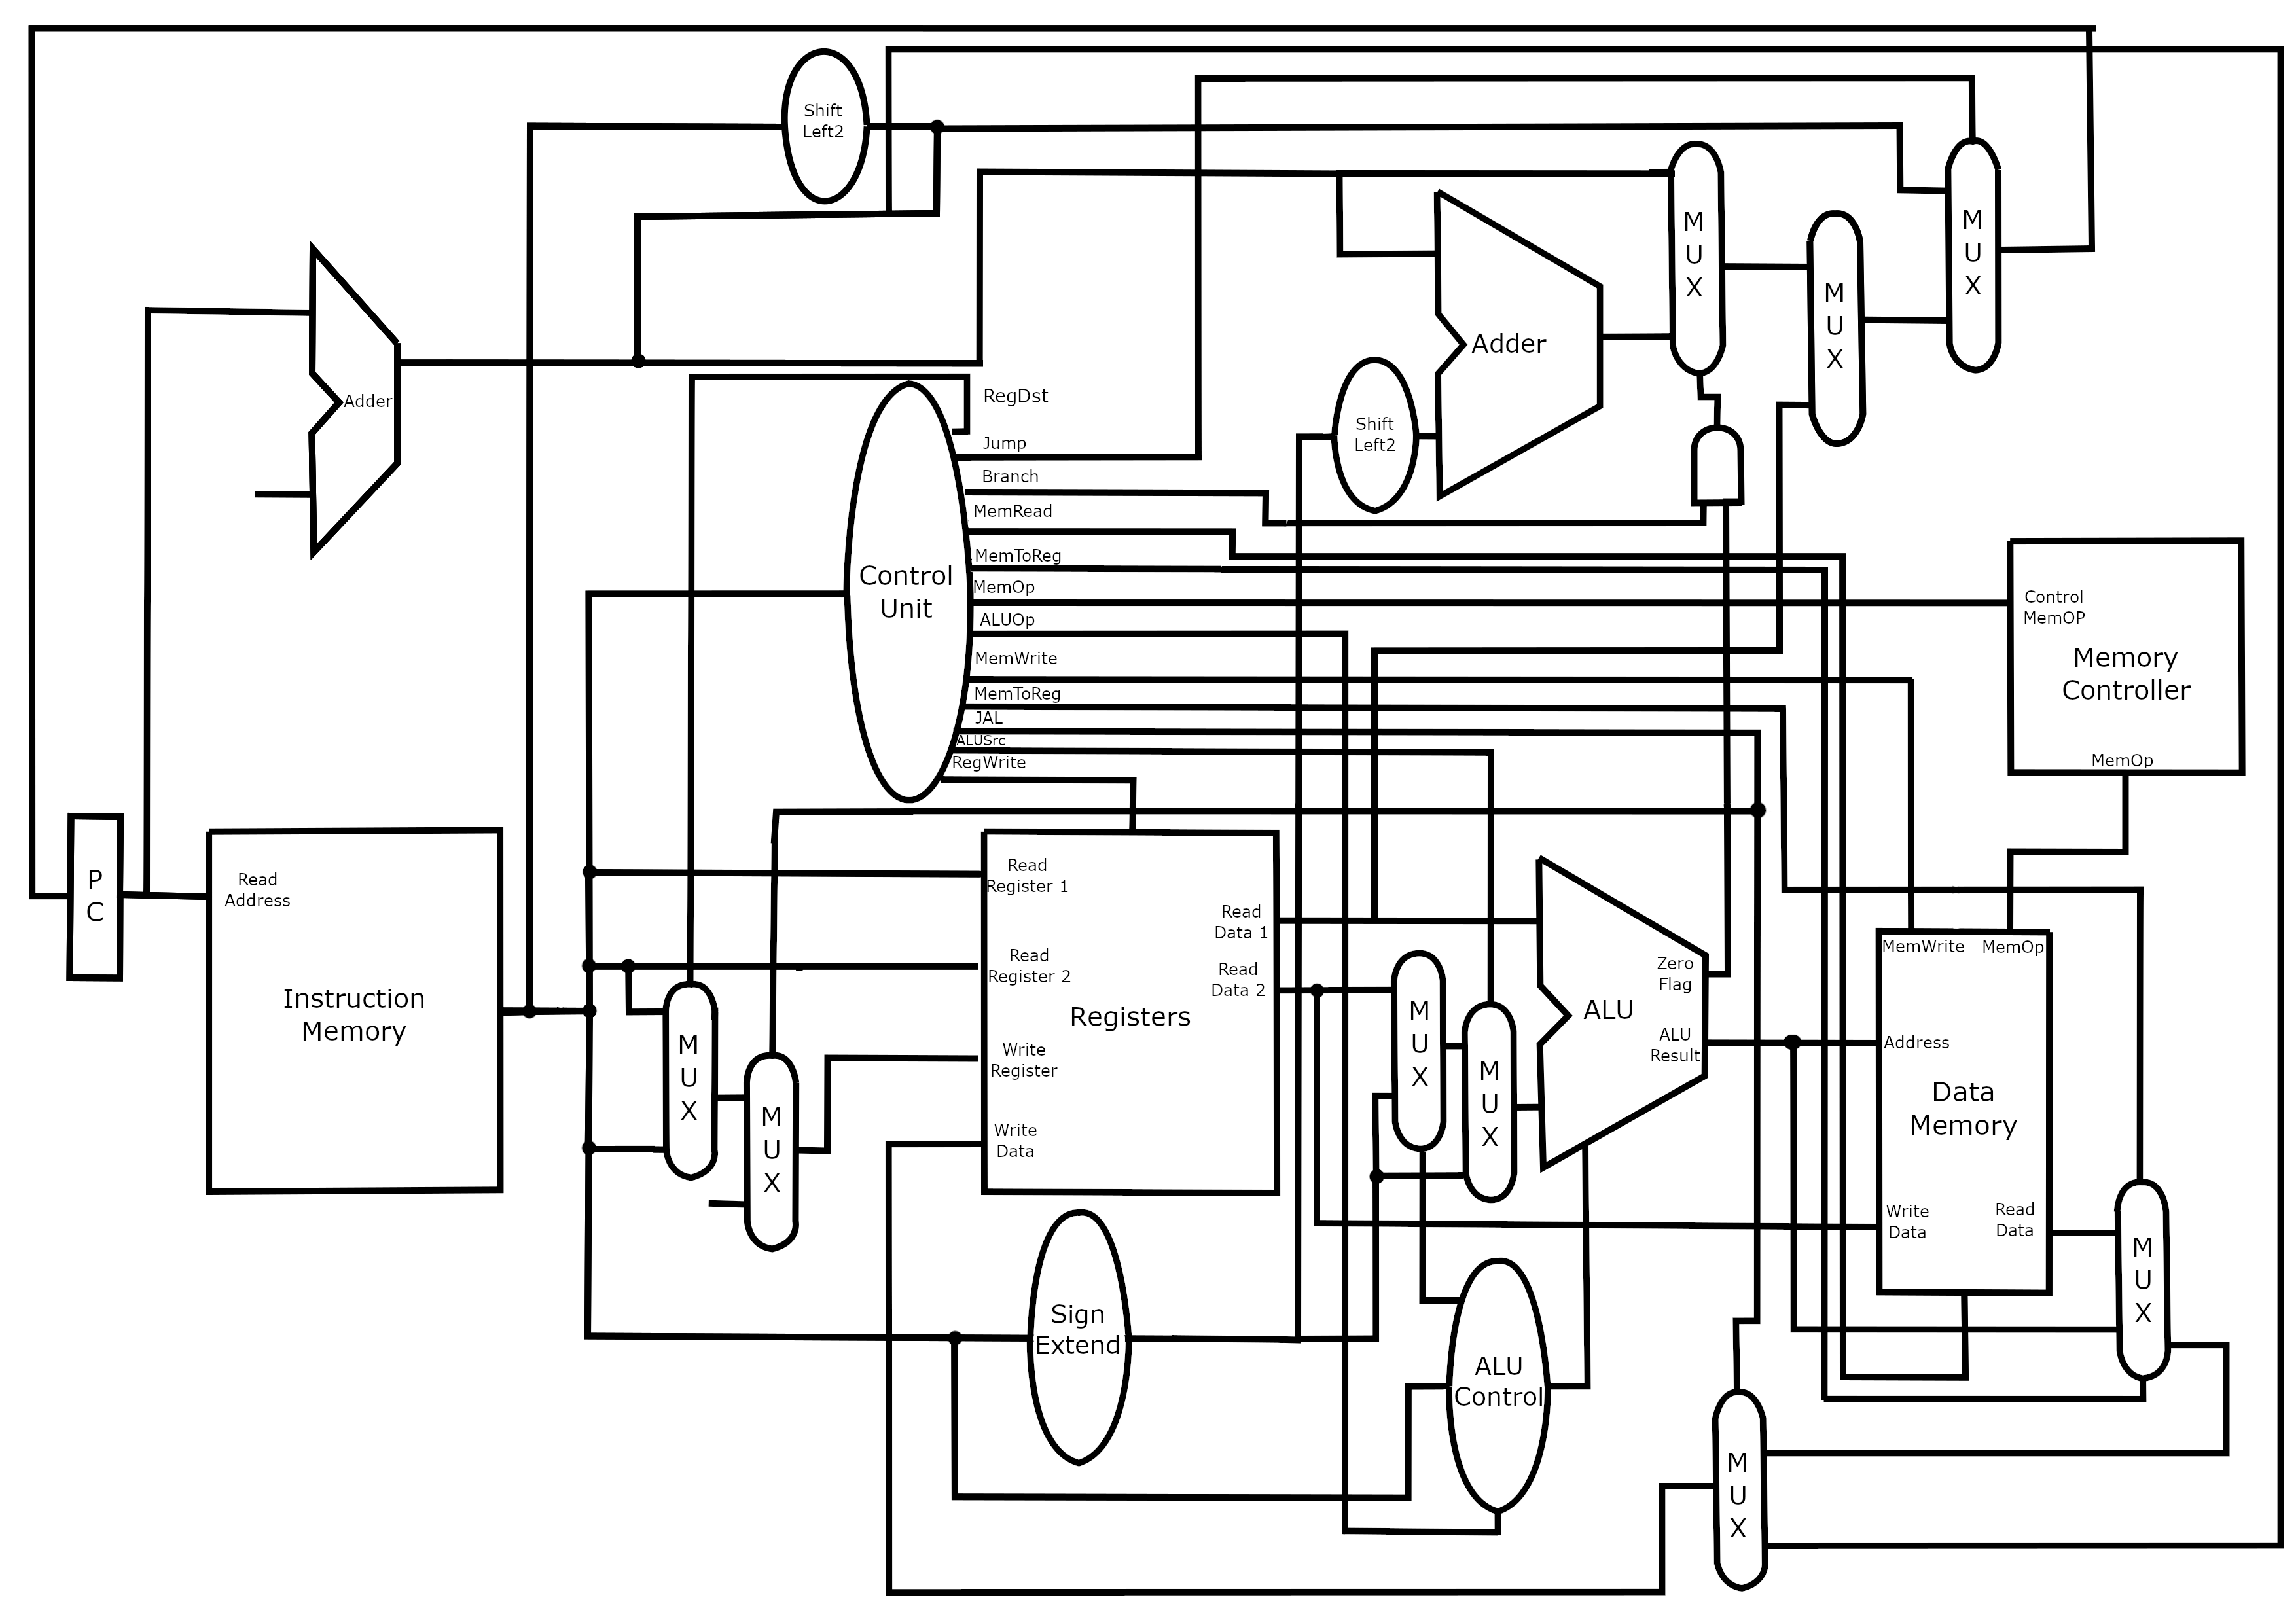 Shift
Left2
M
U
X
M
U
X
M
U
X
Adder
Adder
Shift
Left2
RegDst
Jump
Branch
MemRead
MemToReg
MemOp
ALUOp
MemWrite
MemToReg
JAL
ALUSrc
RegWrite
Control
Unit
Control
MemOP
Memory
Controller
MemOp
P
C
Read
Address
Instruction
Memory
M
U
X
M
U
X
Read
Register 1
Read
Register 2
Write
Register
Write
Data
Registers
Read
Data 1
Read
Data 2
M
U
X
M
U
X
ALU
Zero
Flag
ALU
Result
MemWrite
MemOp
Address
Data
Memory
Write
Data
Read
Data
M
U
X
Sign
Extend
ALU
Control
M
U
X